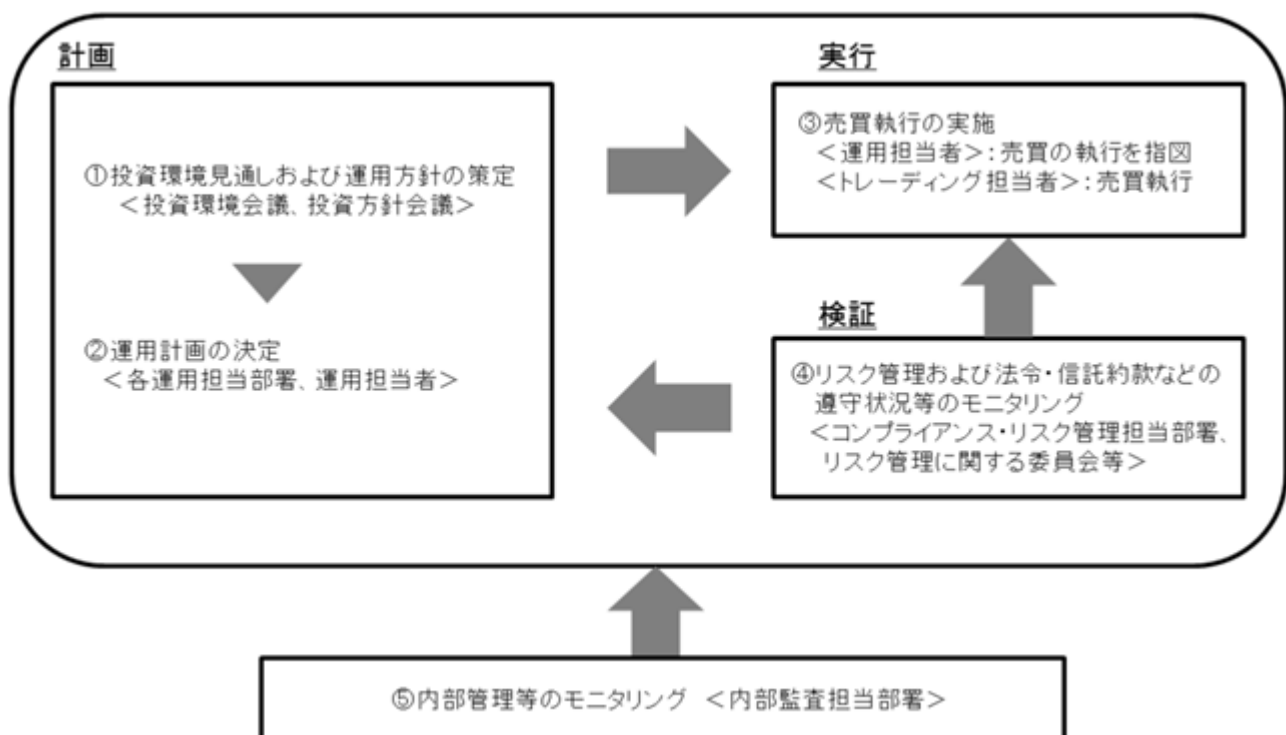 計画
①投資環境見通しおよび運用方針の策定
＜投資環境会議、投資方針会議＞
②運用計画の決定
＜各運用担当部署、運用担当者＞
実行
③売買執行の実施
＜運用担当者＞：売買の執行を指図
＜トレーディング担当者＞：売買執行
検証
④リスク管理および法令・信託約款などの
遵守状況等のモニタリング
＜コンプライアンス・リスク管理担当部署、
リスク管理に関する委員会等＞
⑤内部管理等のモニタリング ＜内部監査担当部署＞